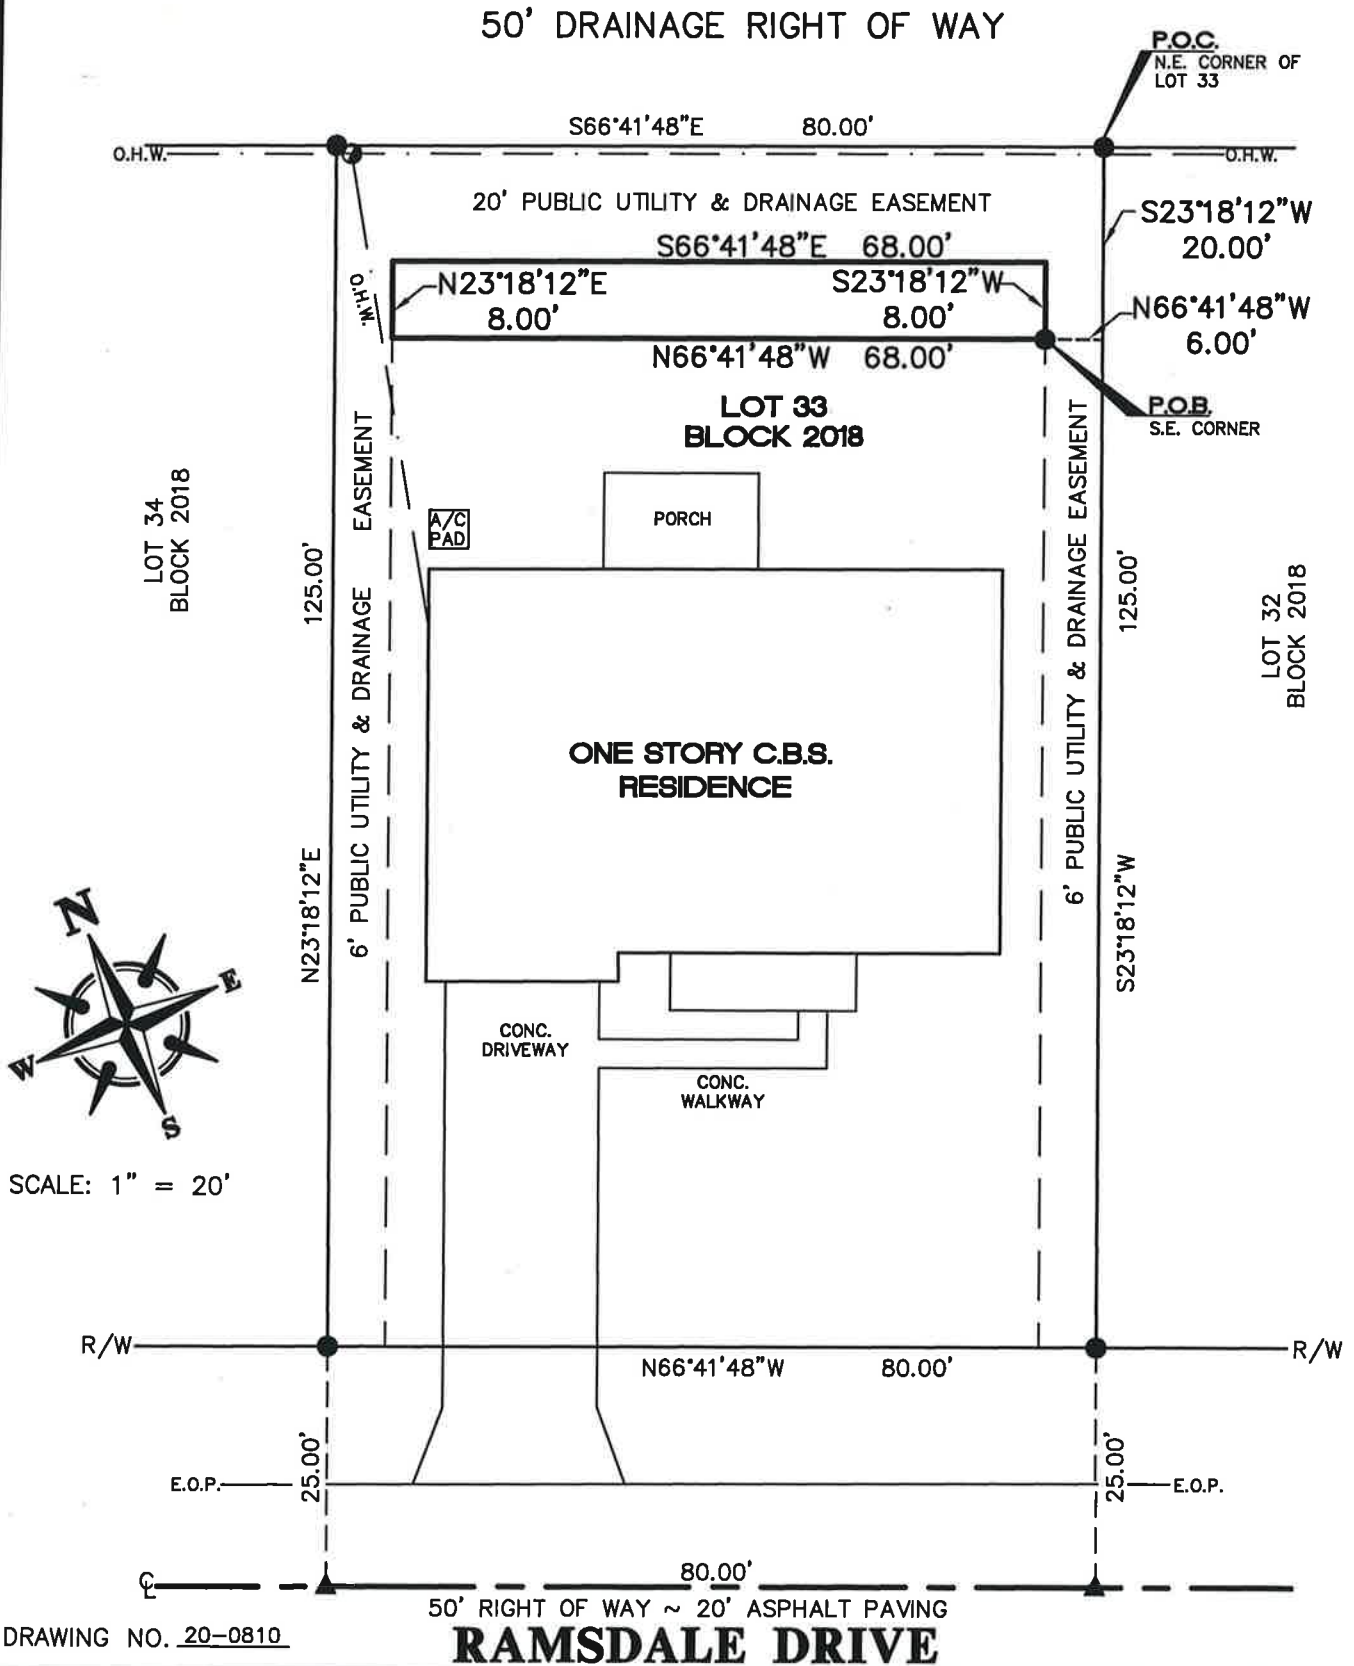 50' DRAINAGE RIGHT OF WAY
P.O.C.
N.E. CORNER OF
LOT 33
S66°41'48"E 80.00'
O.H.W.
O.H.W.
20' PUBLIC UTILITY & DRAINAGE EASEMENT
S23°18'12"W
20.00'
S66°41'48"E 68.00'
N23°18'12"E
8.00'
S23°18'12"W
8.00'
O.H.W.
N66°41'48"W
6.00'
N66°41'48"W 68.00'
P.O.B.
S.E. CORNER
LOT 33
BLOCK 2018
LOT 34
BLOCK 2018
125.00'
N23°18'12"E
6' PUBLIC UTILITY & DRAINAGE EASEMENT
A/C
PAD
PORCH
6' PUBLIC UTILITY & DRAINAGE EASEMENT
125.00'
S23°18'12"W
LOT 32
BLOCK 2018
ONE STORY C.B.S.
RESIDENCE
N
E
W
S
CONC.
DRIVEWAY
CONC.
WALKWAY
SCALE: 1" = 20'
R/W
R/W
N66°41'48"W 80.00'
25.00'
25.00'
E.O.P.
E.O.P.
80.00'
CL
50' RIGHT OF WAY ~ 20' ASPHALT PAVING
DRAWING NO. 20-0810
RAMSDALE DRIVE